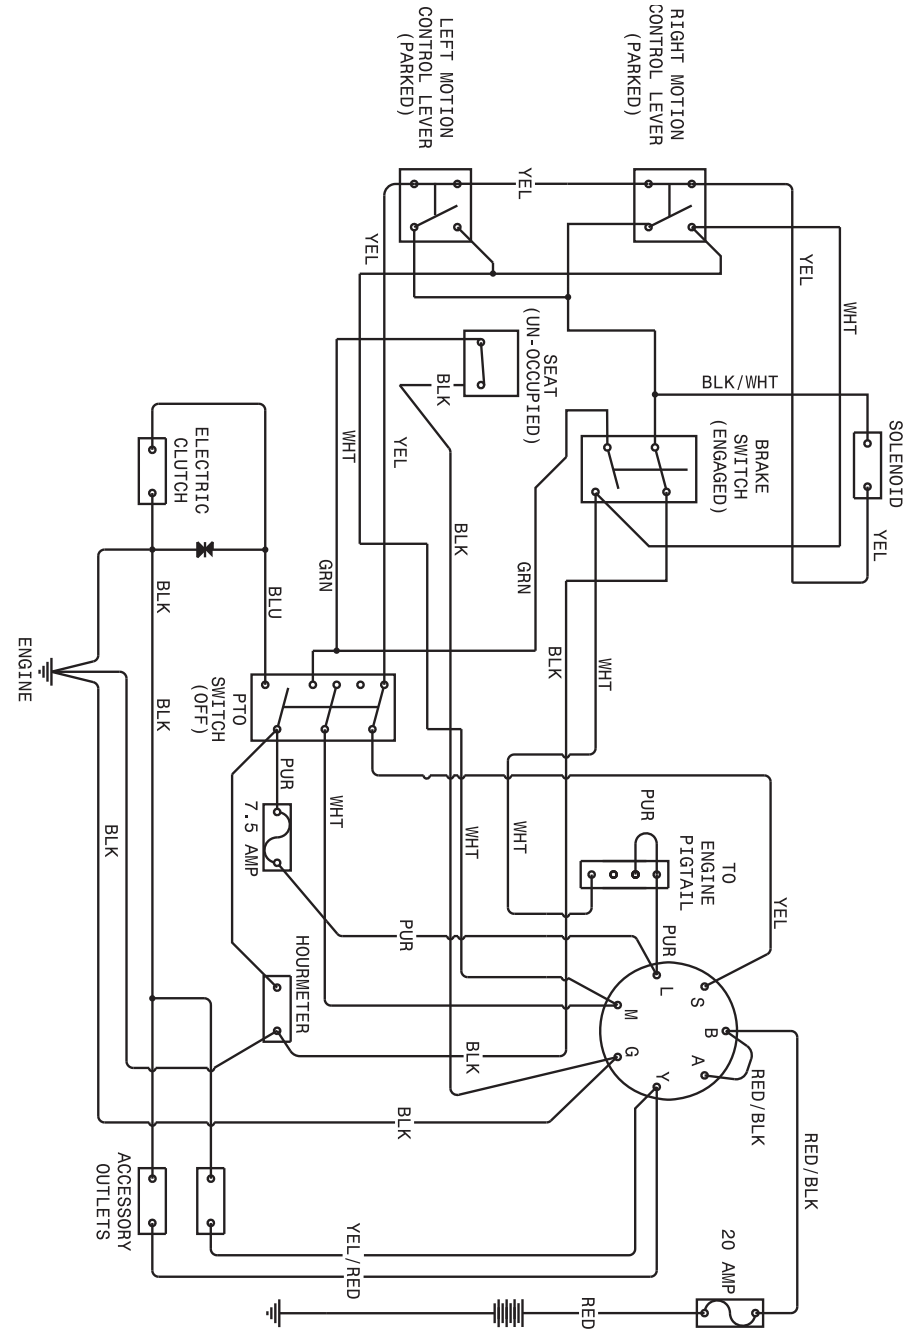 LEFT MOTION
CONTROL LEVER
(PARKED)
RIGHT MOTION
CONTROL LEVER
(PARKED)
YEL
YEL
YEL
WHT
SEAT
(UN-OCCUPIED)
BLK
BLK/WHT
WHT
YEL
BRAKE
SWITCH
(ENGAGED)
SOLENOID
ELECTRIC
CLUTCH
BLK
YEL
GRN
GRN
BLK
BLU
ENGINE
BLK
WHT
BLK
PTO
SWITCH
(OFF)
PUR
WHT
7.5 AMP
PUR
BLK
WHT
WHT
TO
ENGINE
PIGTAIL
YEL
PUR
PUR
HOURMETER
L
S
M
B
G
A
Y
BLK
RED/BLK
BLK
RED/BLK
ACCESSORY
OUTLETS
YEL/RED
20 AMP
RED